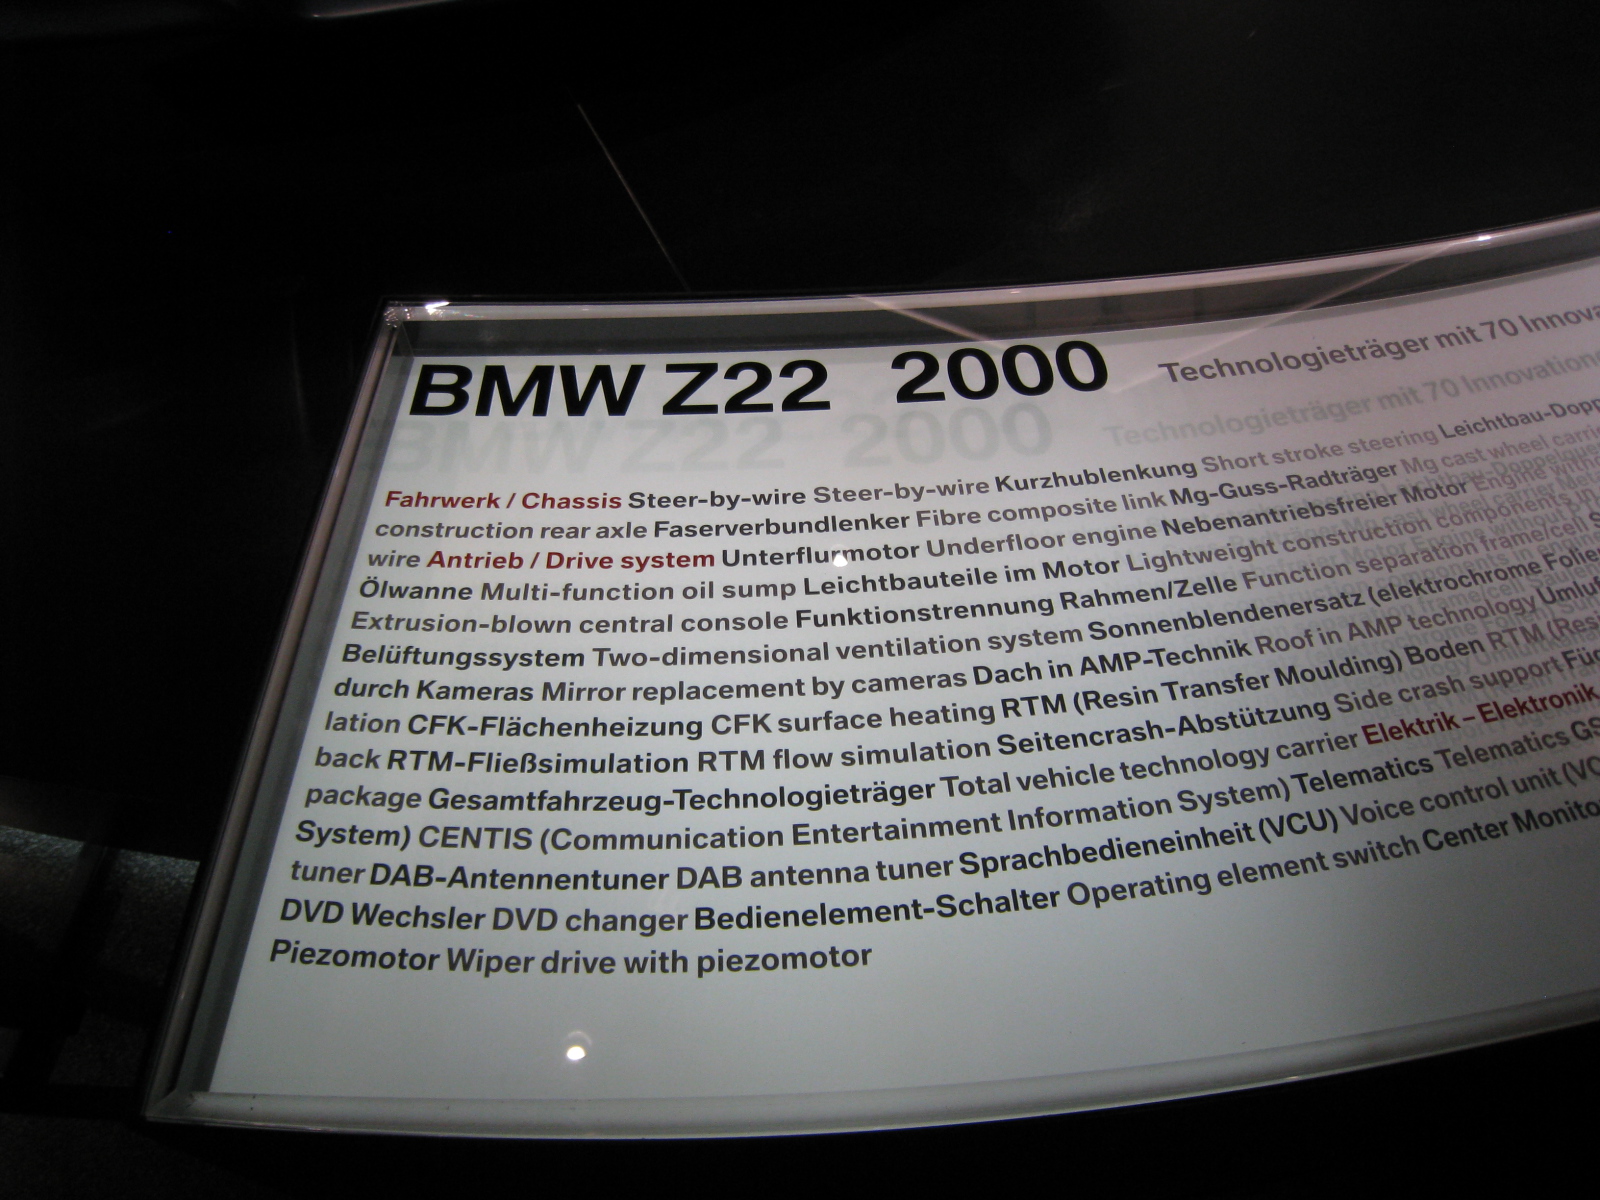 BMW Z22 2000 Technologieträger mit 70
Fahrwerk / Chassis Steer-by-wire Steer-by-wire Kurzhublenkung Short stroke steering
construction rear axle Faserverbundlenker Fibre composite link Mg-Guss-Radträger Mg cast wheel
wire Antrieb / Drive system Unterflurmotor Underfloor engine Nebenantriebsfreier Motor Engine
Ölwanne Multi-function oil sump Leichtbauteile im Motor Lightweight construction components
Extrusion-blown central console Funktionstrennung Rahmen/Zelle Function separation frame/cell
Belüftungssystem Two-dimensional ventilation system Sonnenblendenersatz (elektrochrome
durch Kameras Mirror replacement by cameras Dach in AMP-Technik Roof in AMP technology
lation CFK-Flächenheizung CFK surface heating RTM (Resin Transfer Moulding) Boden RTM
back RTM-Fließsimulation RTM flow simulation Seitencrash-Abstützung Side crash support
package Gesamtfahrzeug-Technologieträger Total vehicle technology carrier Elektrik – Elektronik
System) CENTIS (Communication Entertainment Information System) Telematics Telematics
tuner DAB-Antennentuner DAB antenna tuner Sprachbedieneinheit (VCU) Voice control unit
DVD Wechsler DVD changer Bedienelement-Schalter Operating element switch Center
Piezomotor Wiper drive with piezomotor